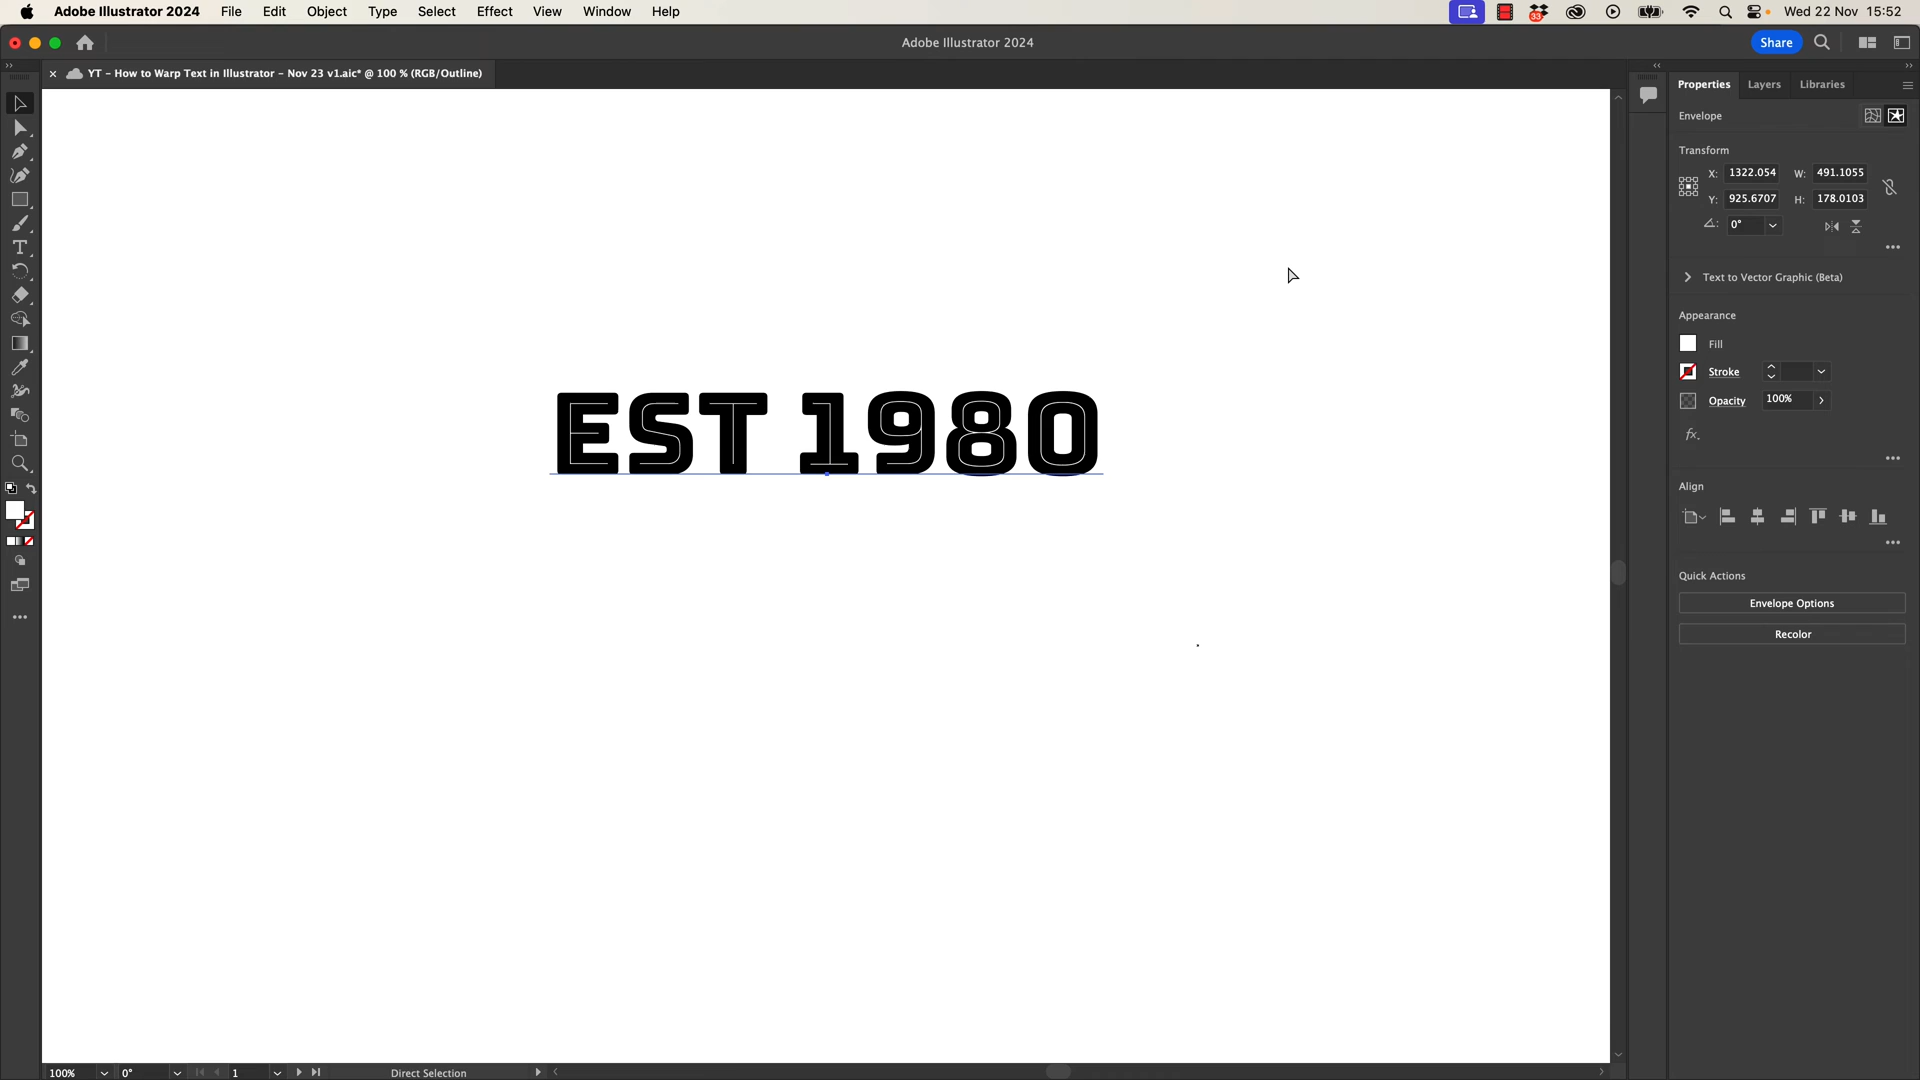 Adobe Illustrator 2024 File Edit Object Type Select Effect View Window Help 33 Wed 22 Nov 15:52
Adobe Illustrator 2024 Share
× YT – How to Warp Text in Illustrator – Nov 23 v1.aic* @ 100 % (RGB/Outline)
Properties Layers Libraries
Envelope
Transform
X: 1322.054 W: 491.1055
Y: 925.6707 H: 178.0103
0°
Text to Vector Graphic (Beta)
Appearance
Fill
Stroke
Opacity 100%
fx.
Align
Quick Actions
Envelope Options
Recolor
EST 1980
100% 0° 1 Direct Selection